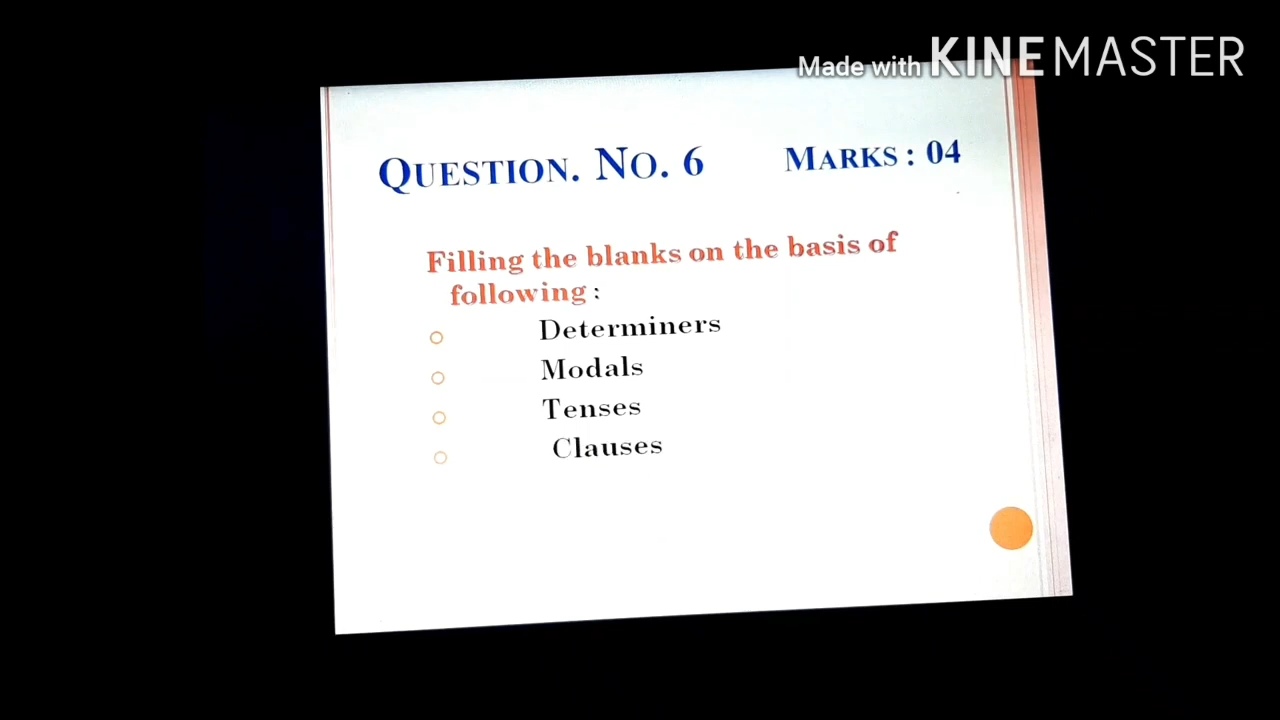 Made with KINEMASTER
QUESTION. NO. 6 MARKS : 04
Filling the blanks on the basis of
following :
Determiners
Modals
Tenses
Clauses